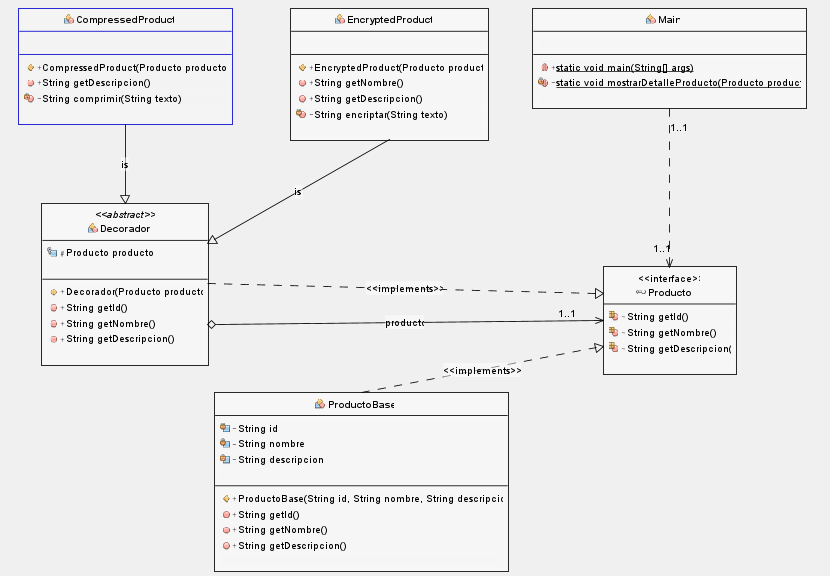 CompressedProduct
+CompressedProduct(Producto producto
+String getDescripcion()
-String comprimir(String texto)
EncryptedProduct
+EncryptedProduct(Producto product
+String getNombre()
+String getDescripcion()
-String encriptar(String texto)
Main
+static void main(String[] args)
-static void mostrarDetalleProducto(Producto produc
1..1
is
is
<<abstract>>
Decorador
#Producto producto
+Decorador(Producto producto
+String getId()
+String getNombre()
+String getDescripcion()
1..1
<<interface>>
Producto
~String getId()
~String getNombre()
~String getDescripcion(
<<implements>>
producto
1..1
<<implements>>
ProductoBase
-String id
-String nombre
-String descripcion
+ProductoBase(String id, String nombre, String descripcio
+String getId()
+String getNombre()
+String getDescripcion()